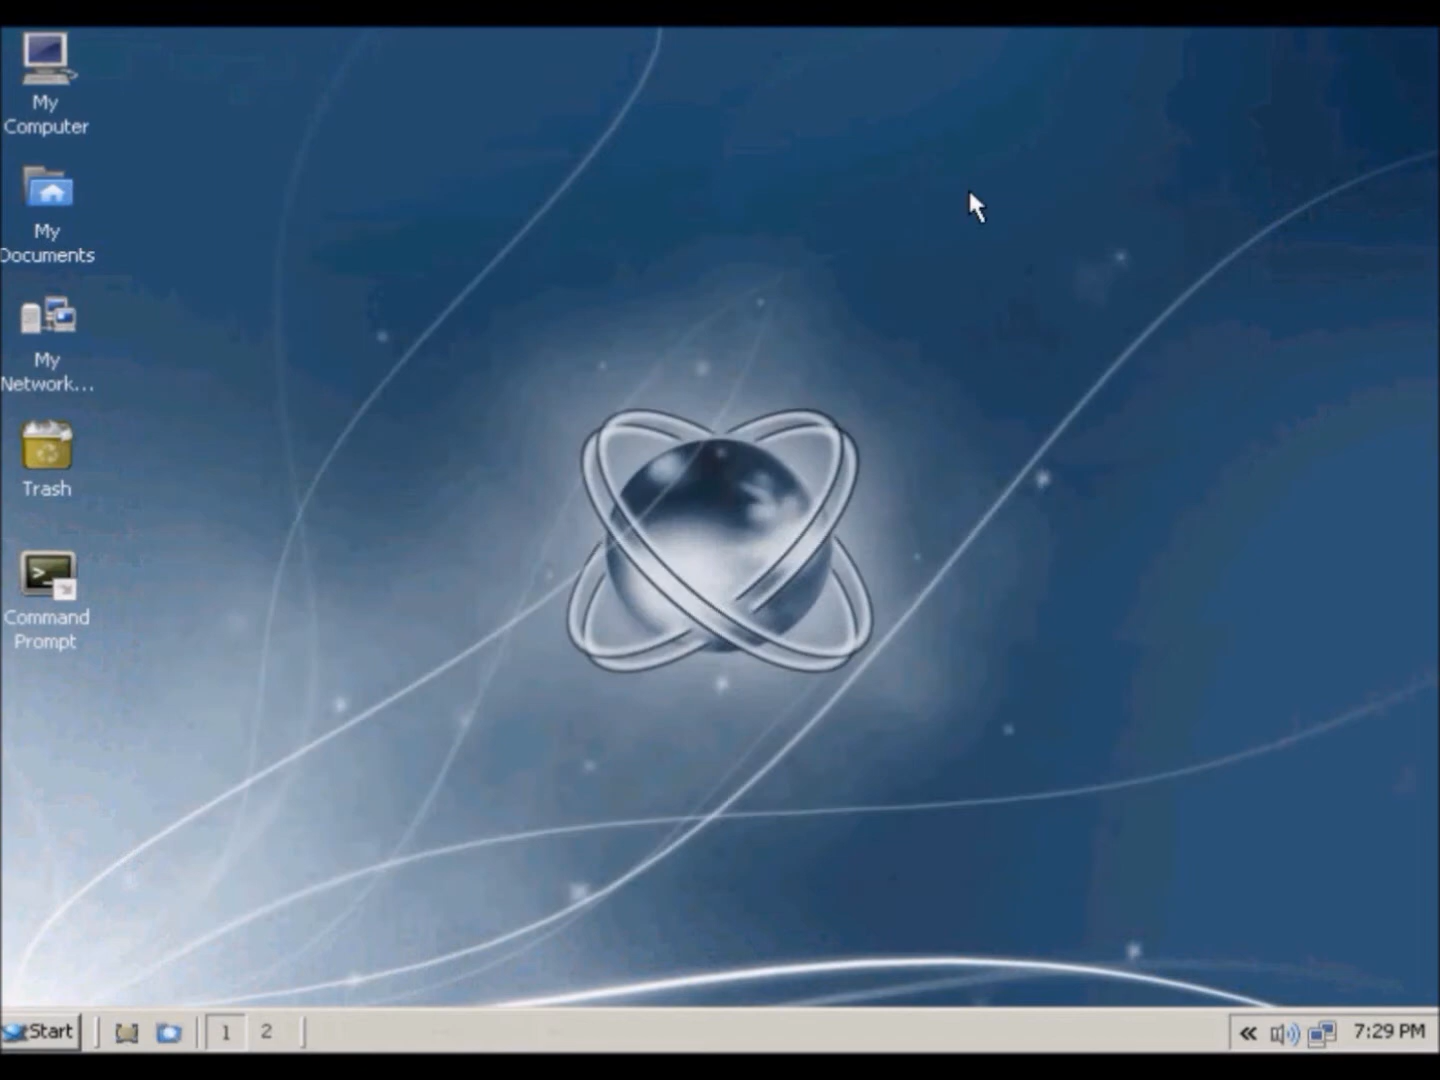 My
Computer
My
Documents
My
Network...
Trash
Command
Prompt
Start
1
2
7:29 PM